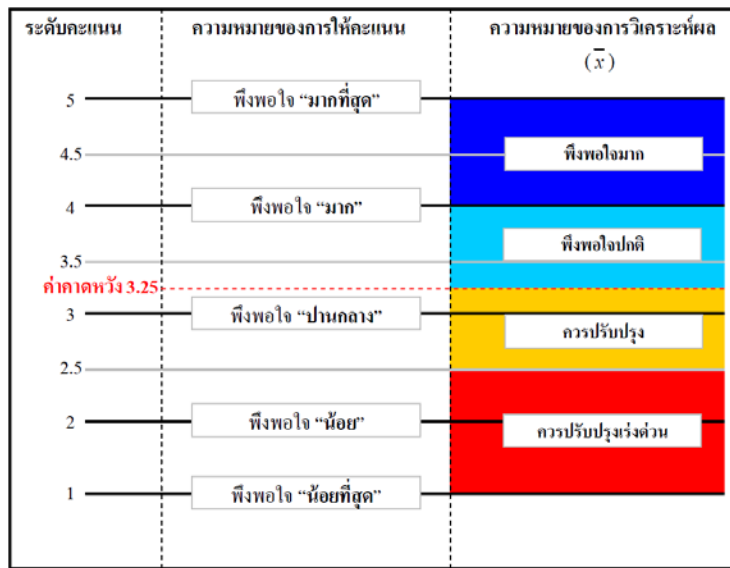 ระดับคะแนน ความหมายของการให้คะแนน ความหมายของการวิเคราะห์ผล
(x̄)
5 พึงพอใจ “มากที่สุด”
4.5 พึงพอใจมาก
4 พึงพอใจ “มาก”
พึงพอใจปกติ
3.5
ค่าคาดหวัง 3.25
3 พึงพอใจ “ปานกลาง”
ควรปรับปรุง
2.5
2 พึงพอใจ “น้อย” ควรปรับปรุงเร่งด่วน
1 พึงพอใจ “น้อยที่สุด”